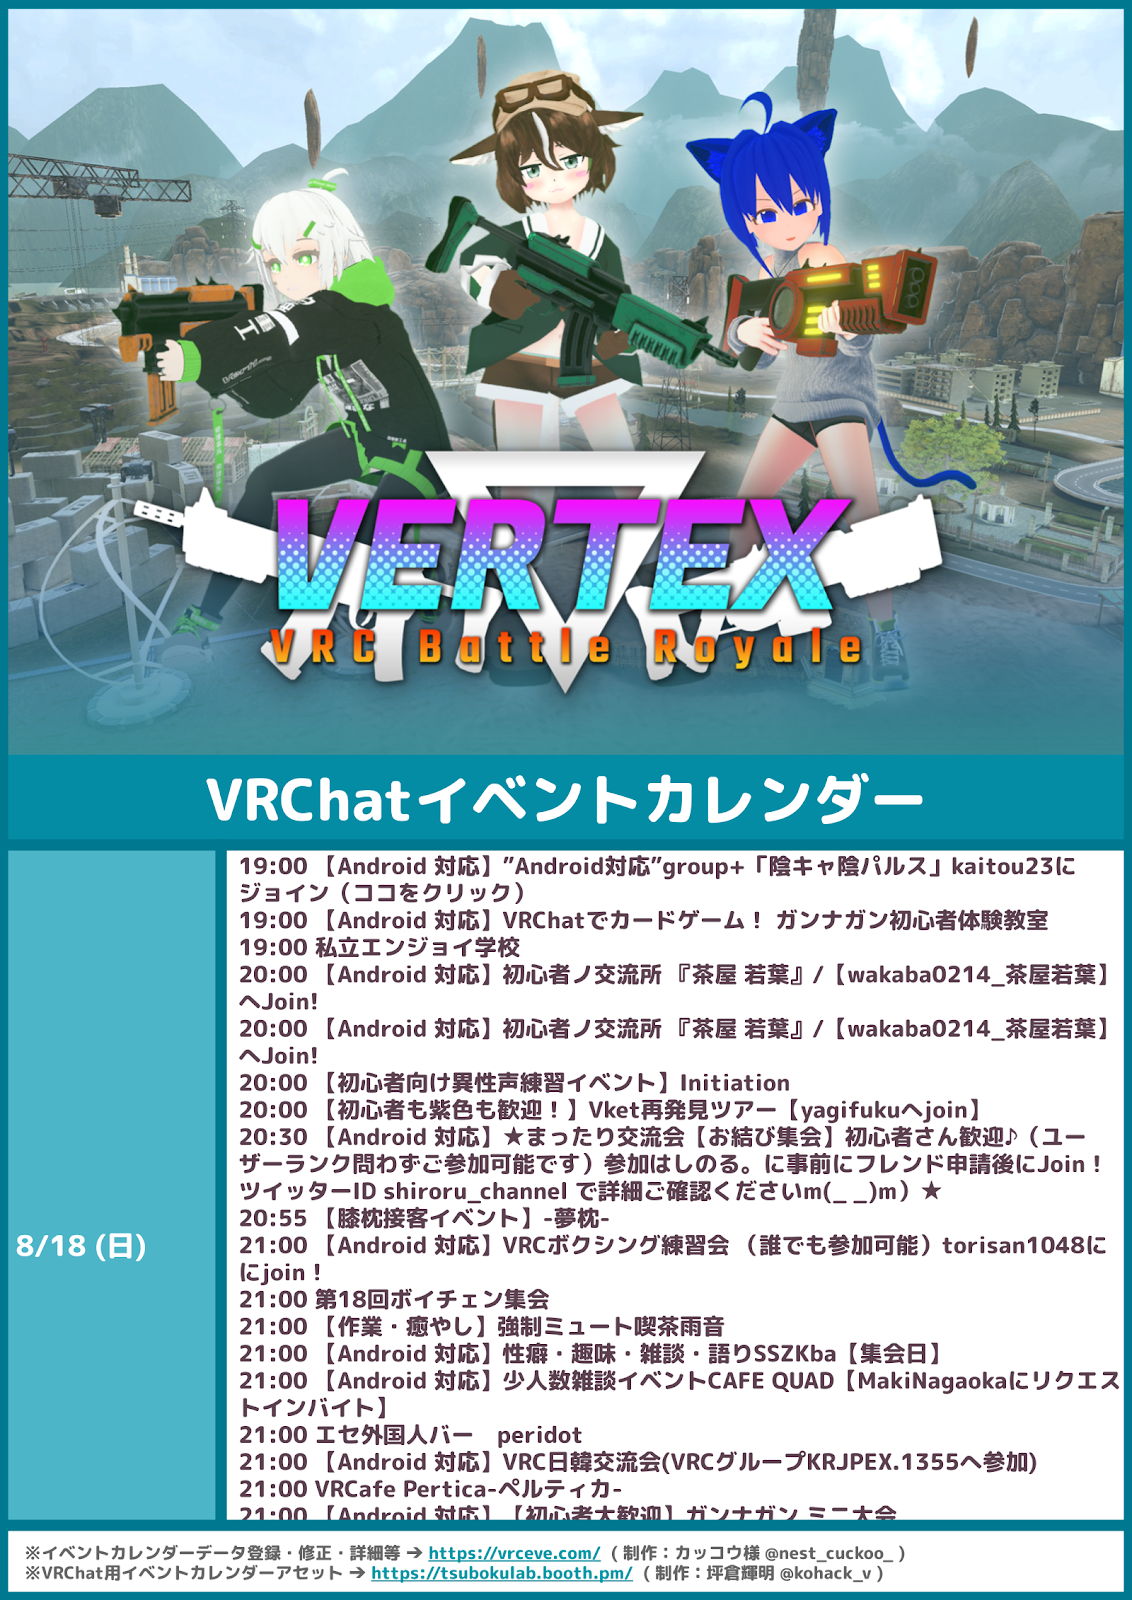 VERTEX
VRC Battle Royale
VRChatイベントカレンダー
8/18 (日)
19:00 【Android 対応】”Android対応”group+「陰キャ陰パルス」kaitou23に
ジョイン（ココをクリック）
19:00 【Android 対応】VRChatでカードゲーム！ ガンナガン初心者体験教室
19:00 私立エンジョイ学校
20:00 【Android 対応】初心者ノ交流所 『茶屋 若葉』/【wakaba0214_茶屋若葉】
へJoin!
20:00 【Android 対応】初心者ノ交流所 『茶屋 若葉』/【wakaba0214_茶屋若葉】
へJoin!
20:00 【初心者向け異性声練習イベント】Initiation
20:00 【初心者も紫色も歓迎！】Vket再発見ツアー【yagifukuへjoin】
20:30 【Android 対応】★まったり交流会【お結び集会】初心者さん歓迎♪（ユー
ザーランク問わずご参加可能です）参加はしのる。に事前にフレンド申請後にJoin！
ツイッターID shiroru_channel で詳細ご確認くださいm(_ _)m）★
20:55 【膝枕接客イベント】-夢枕-
21:00 【Android 対応】VRCボクシング練習会 （誰でも参加可能）torisan1048に
にjoin！
21:00 第18回ボイチェン集会
21:00 【作業・癒やし】強制ミュート喫茶雨音
21:00 【Android 対応】性癖・趣味・雑談・語りSSZKba【集会日】
21:00 【Android 対応】少人数雑談イベントCAFE QUAD【MakiNagaokaにリクエス
トインバイト】
21:00 エセ外国人バー　peridot
21:00 【Android 対応】VRC日韓交流会(VRCグループKRJPEX.1355へ参加)
21:00 VRCafe Pertica-ペルティカ-
21:00 【Android 対応】【初心者大歓迎】ガンナガン ミニ大会
※イベントカレンダーデータ登録・修正・詳細等 → https://vrceve.com/ （制作：カッコウ様 @nest_cuckoo_ ）
※VRChat用イベントカレンダーアセット → https://tsubokulab.booth.pm/ （制作：坪倉輝明 @kohack_v ）